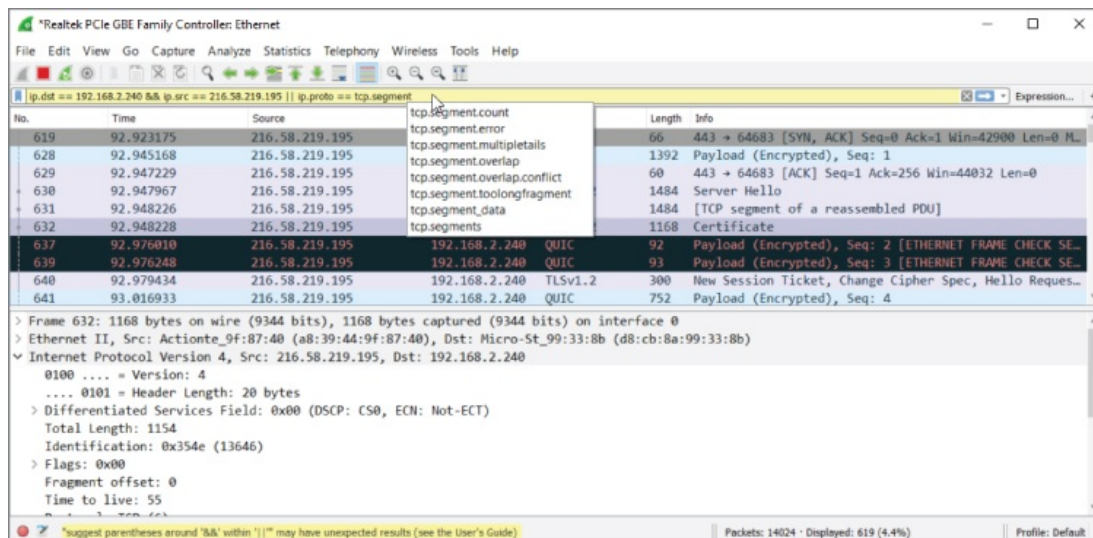 *Realtek PCIe GBE Family Controller: Ethernet
File Edit View Go Capture Analyze Statistics Telephony Wireless Tools Help
ip.dst == 192.168.2.240 && ip.src == 216.58.219.195 || ip.proto == tcp.segment Expression...
tcp.segment.count
tcp.segment.error
tcp.segment.multipletails
tcp.segment.overlap
tcp.segment.overlap.conflict
tcp.segment.toolongfragment
tcp.segment_data
tcp.segments
No. Time Source Length Info
619 92.923175 216.58.219.195 66 443 → 64683 [SYN, ACK] Seq=0 Ack=1 Win=42900 Len=0 M…
628 92.945168 216.58.219.195 1392 Payload (Encrypted), Seq: 1
629 92.947229 216.58.219.195 60 443 → 64683 [ACK] Seq=1 Ack=256 Win=44032 Len=0
630 92.947967 216.58.219.195 1484 Server Hello
631 92.948226 216.58.219.195 1484 [TCP segment of a reassembled PDU]
632 92.948228 216.58.219.195 1168 Certificate
637 92.976010 216.58.219.195 192.168.2.240 QUIC 92 Payload (Encrypted), Seq: 2 [ETHERNET FRAME CHECK SE…
639 92.976248 216.58.219.195 192.168.2.240 QUIC 93 Payload (Encrypted), Seq: 3 [ETHERNET FRAME CHECK SE…
640 92.979434 216.58.219.195 192.168.2.240 TLSv1.2 300 New Session Ticket, Change Cipher Spec, Hello Reques…
641 93.016933 216.58.219.195 192.168.2.240 QUIC 752 Payload (Encrypted), Seq: 4
Frame 632: 1168 bytes on wire (9344 bits), 1168 bytes captured (9344 bits) on interface 0
Ethernet II, Src: Actionte_9f:87:40 (a8:39:44:9f:87:40), Dst: Micro-St_99:33:8b (d8:cb:8a:99:33:8b)
Internet Protocol Version 4, Src: 216.58.219.195, Dst: 192.168.2.240
0100 .... = Version: 4
.... 0101 = Header Length: 20 bytes
Differentiated Services Field: 0x00 (DSCP: CS0, ECN: Not-ECT)
Total Length: 1154
Identification: 0x354e (13646)
Flags: 0x00
Fragment offset: 0
Time to live: 55
"suggest parentheses around '&&' within '||'" may have unexpected results (see the User's Guide) Packets: 14024 · Displayed: 619 (4.4%) Profile: Default